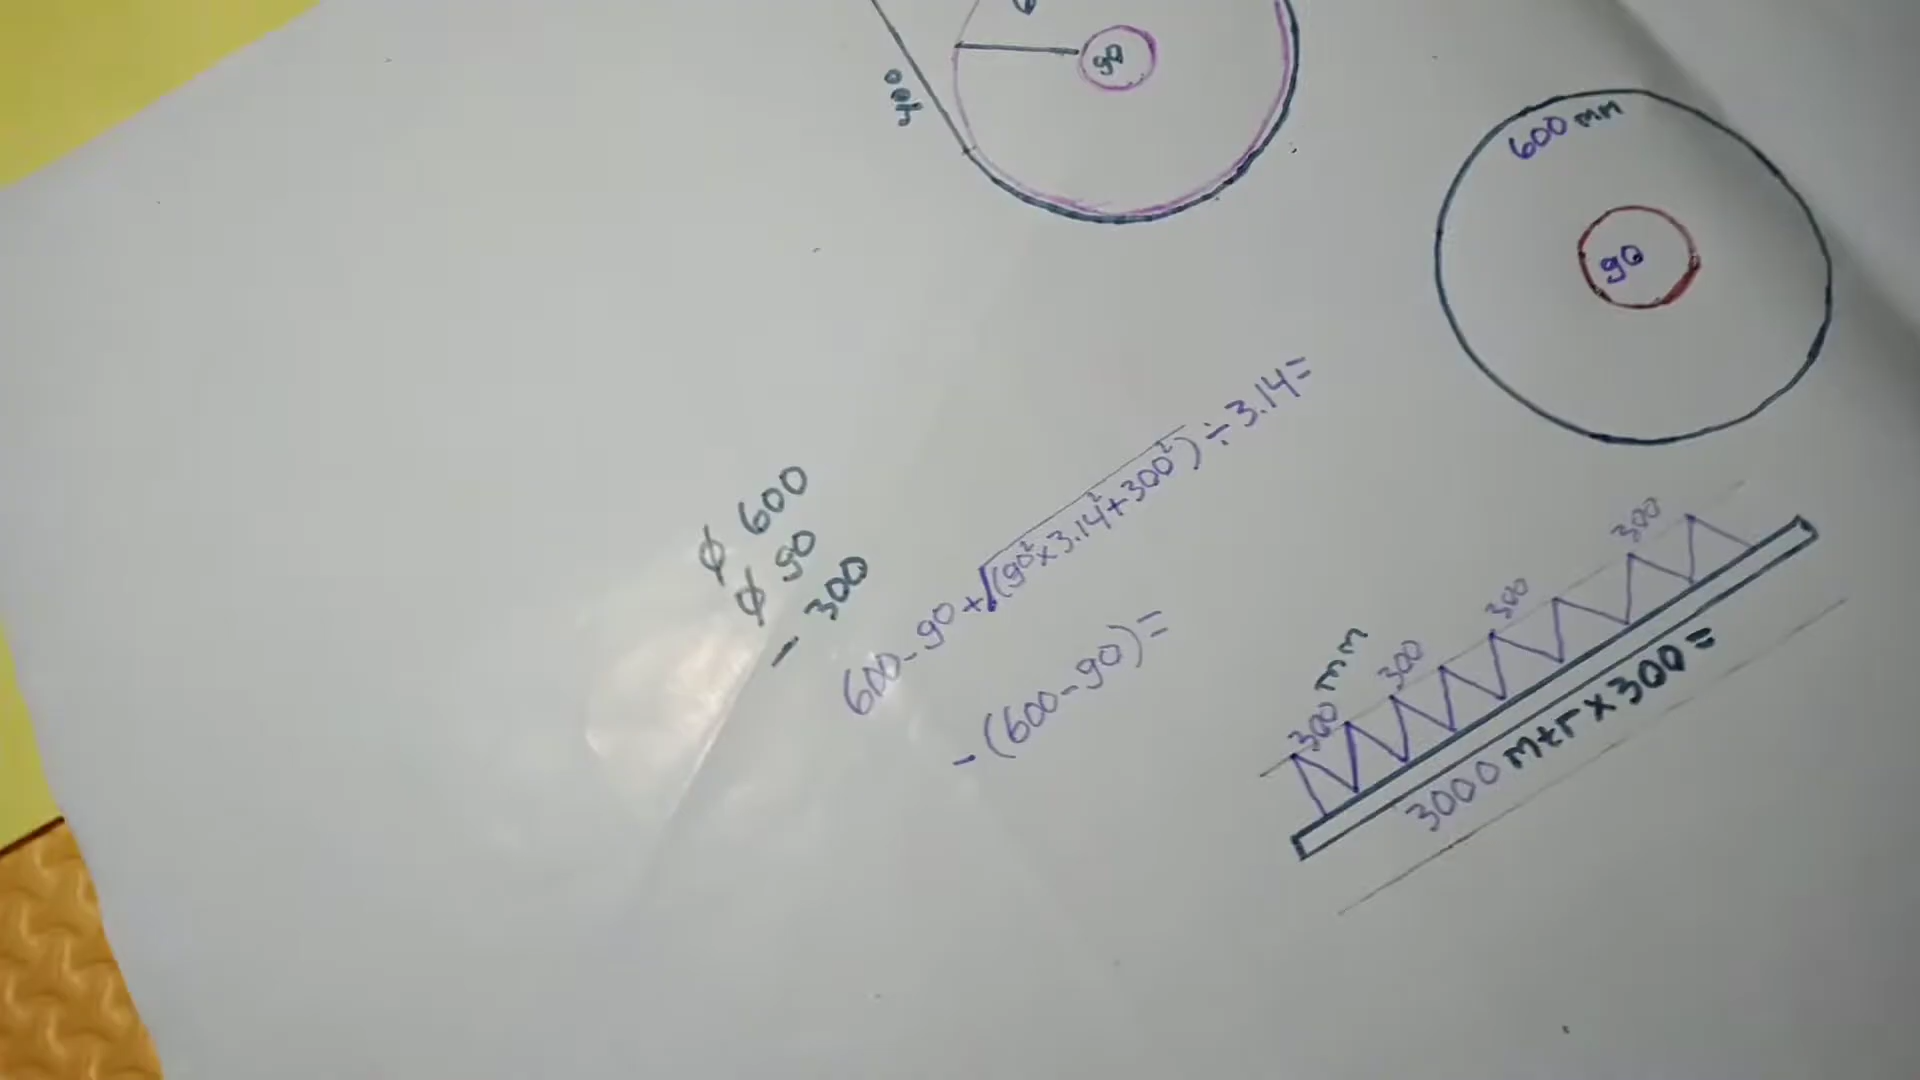 400
90
600 mm
90
φ 600
φ 90
- 300
600-90+√(90²×3.14²+300²)÷3.14=
-(600-90)=
300 mm
300
300
300
3000 mtr×300=